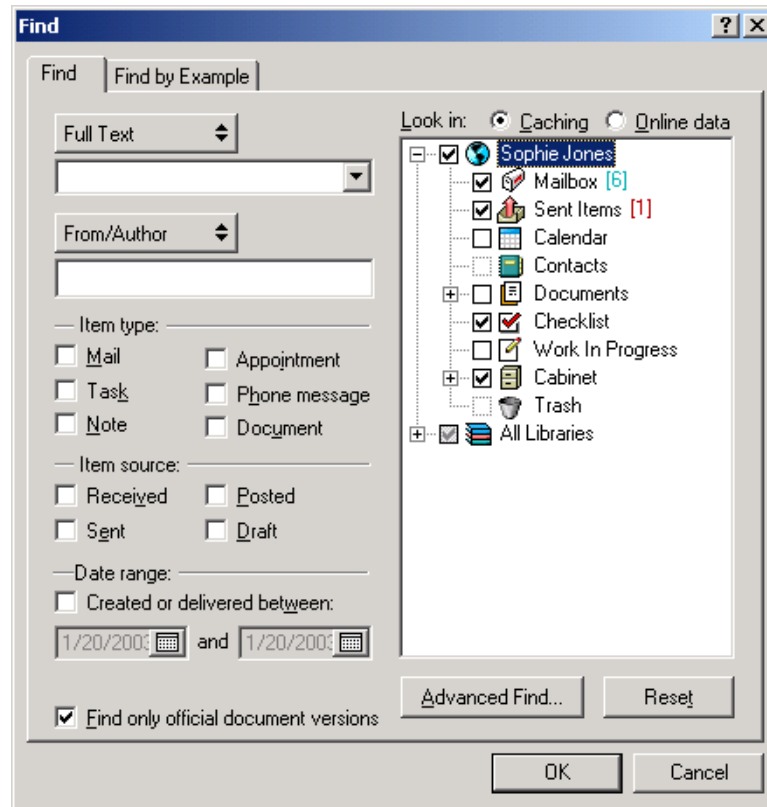 Find
Find
Find by Example
Full Text
From/Author
Item type:
Mail
Appointment
Task
Phone message
Note
Document
Item source:
Received
Posted
Sent
Draft
Date range:
Created or delivered between:
1/20/2003 and 1/20/2003
Find only official document versions
Look in: Caching Online data
Sophie Jones
Mailbox [6]
Sent Items [1]
Calendar
Contacts
Documents
Checklist
Work In Progress
Cabinet
Trash
All Libraries
Advanced Find...
Reset
OK
Cancel